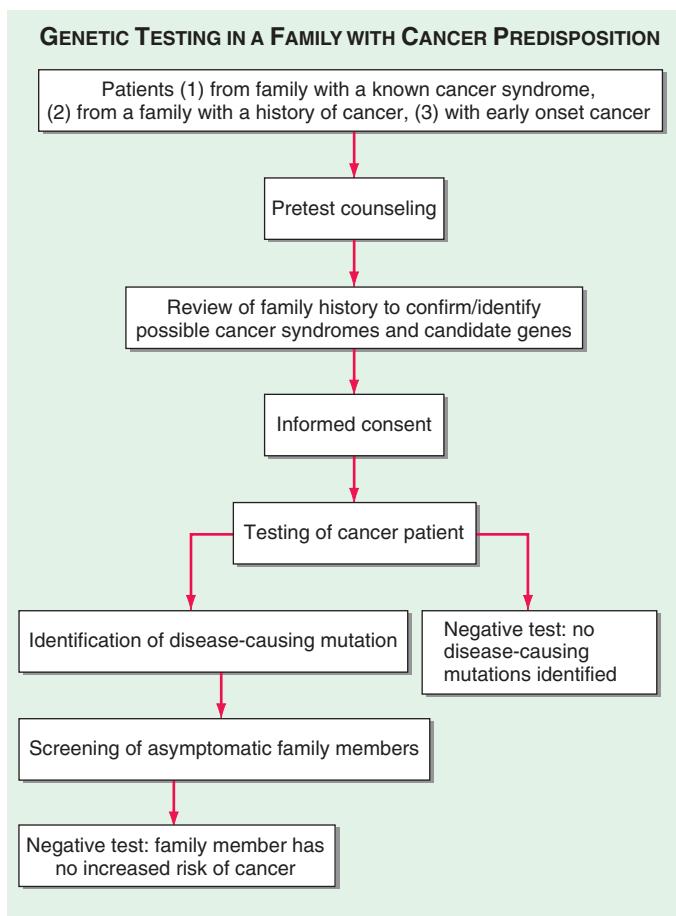 GENETIC TESTING IN A FAMILY WITH CANCER PREDISPOSITION
Patients (1) from family with a known cancer syndrome,
(2) from a family with a history of cancer, (3) with early onset cancer
Pretest counseling
Review of family history to confirm/identify
possible cancer syndromes and candidate genes
Informed consent
Testing of cancer patient
Identification of disease-causing mutation
Negative test: no
disease-causing
mutations identified
Screening of asymptomatic family members
Negative test: family member has
no increased risk of cancer